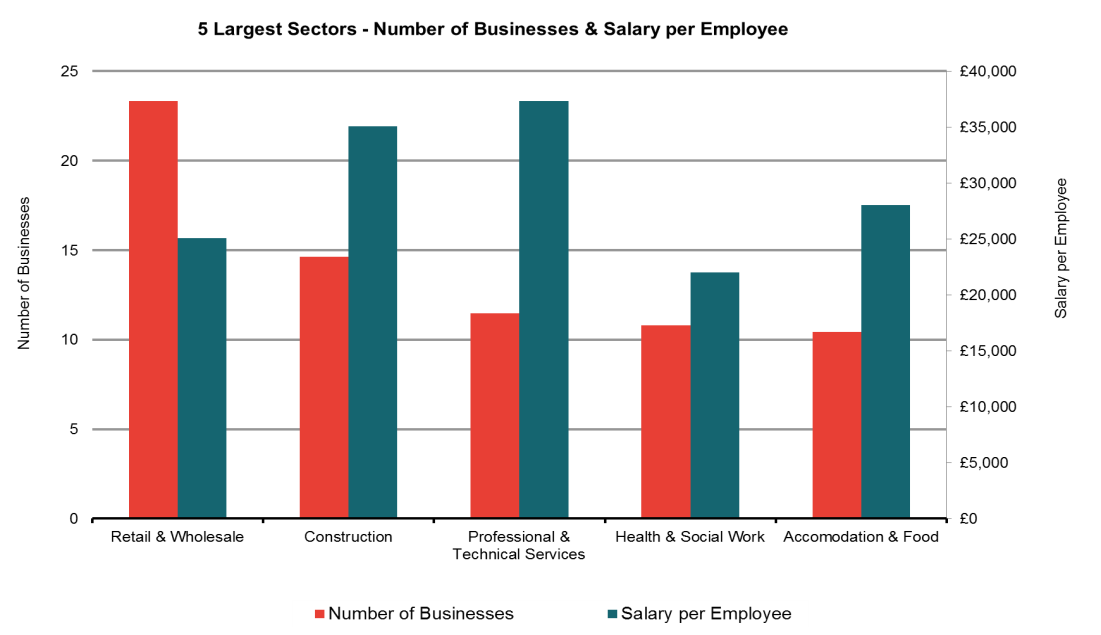 5 Largest Sectors - Number of Businesses & Salary per Employee
25
20
15
10
5
0
Number of Businesses
£40,000
£35,000
£30,000
£25,000
£20,000
£15,000
£10,000
£5,000
£0
Salary per Employee
Retail & Wholesale
Construction
Professional &
Technical Services
Health & Social Work
Accomodation & Food
Number of Businesses
Salary per Employee